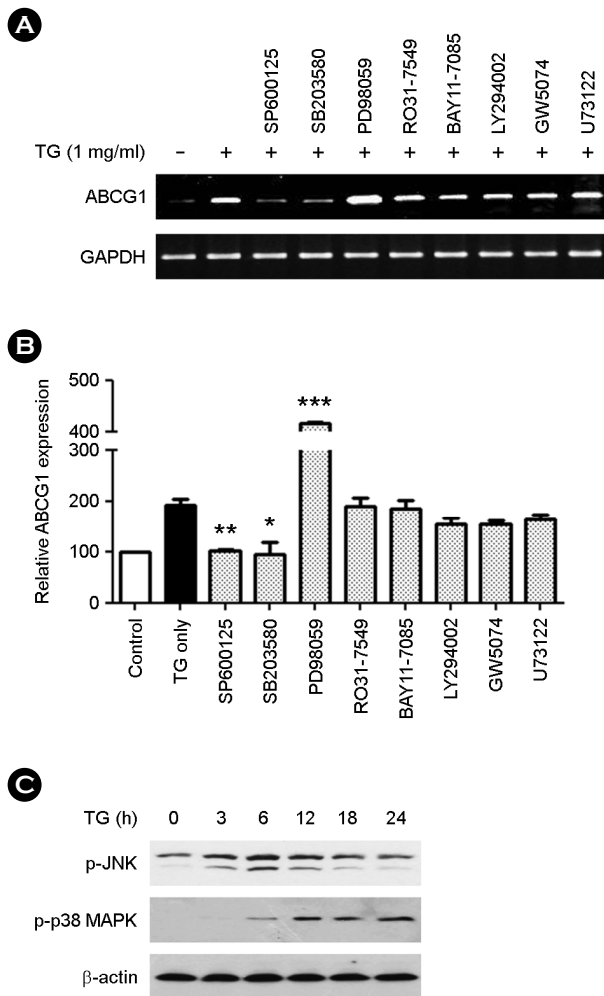 A
SP600125
SB203580
PD98059
RO31-7549
BAY11-7085
LY294002
GW5074
U73122
TG (1 mg/ml) – + + + + + + + + +
ABCG1
GAPDH
B
Relative ABCG1 expression
500
400
300
200
100
0
***
**
*
Control
TG only
SP600125
SB203580
PD98059
RO31-7549
BAY11-7085
LY294002
GW5074
U73122
C
TG (h) 0 3 6 12 18 24
p-JNK
p-p38 MAPK
β-actin